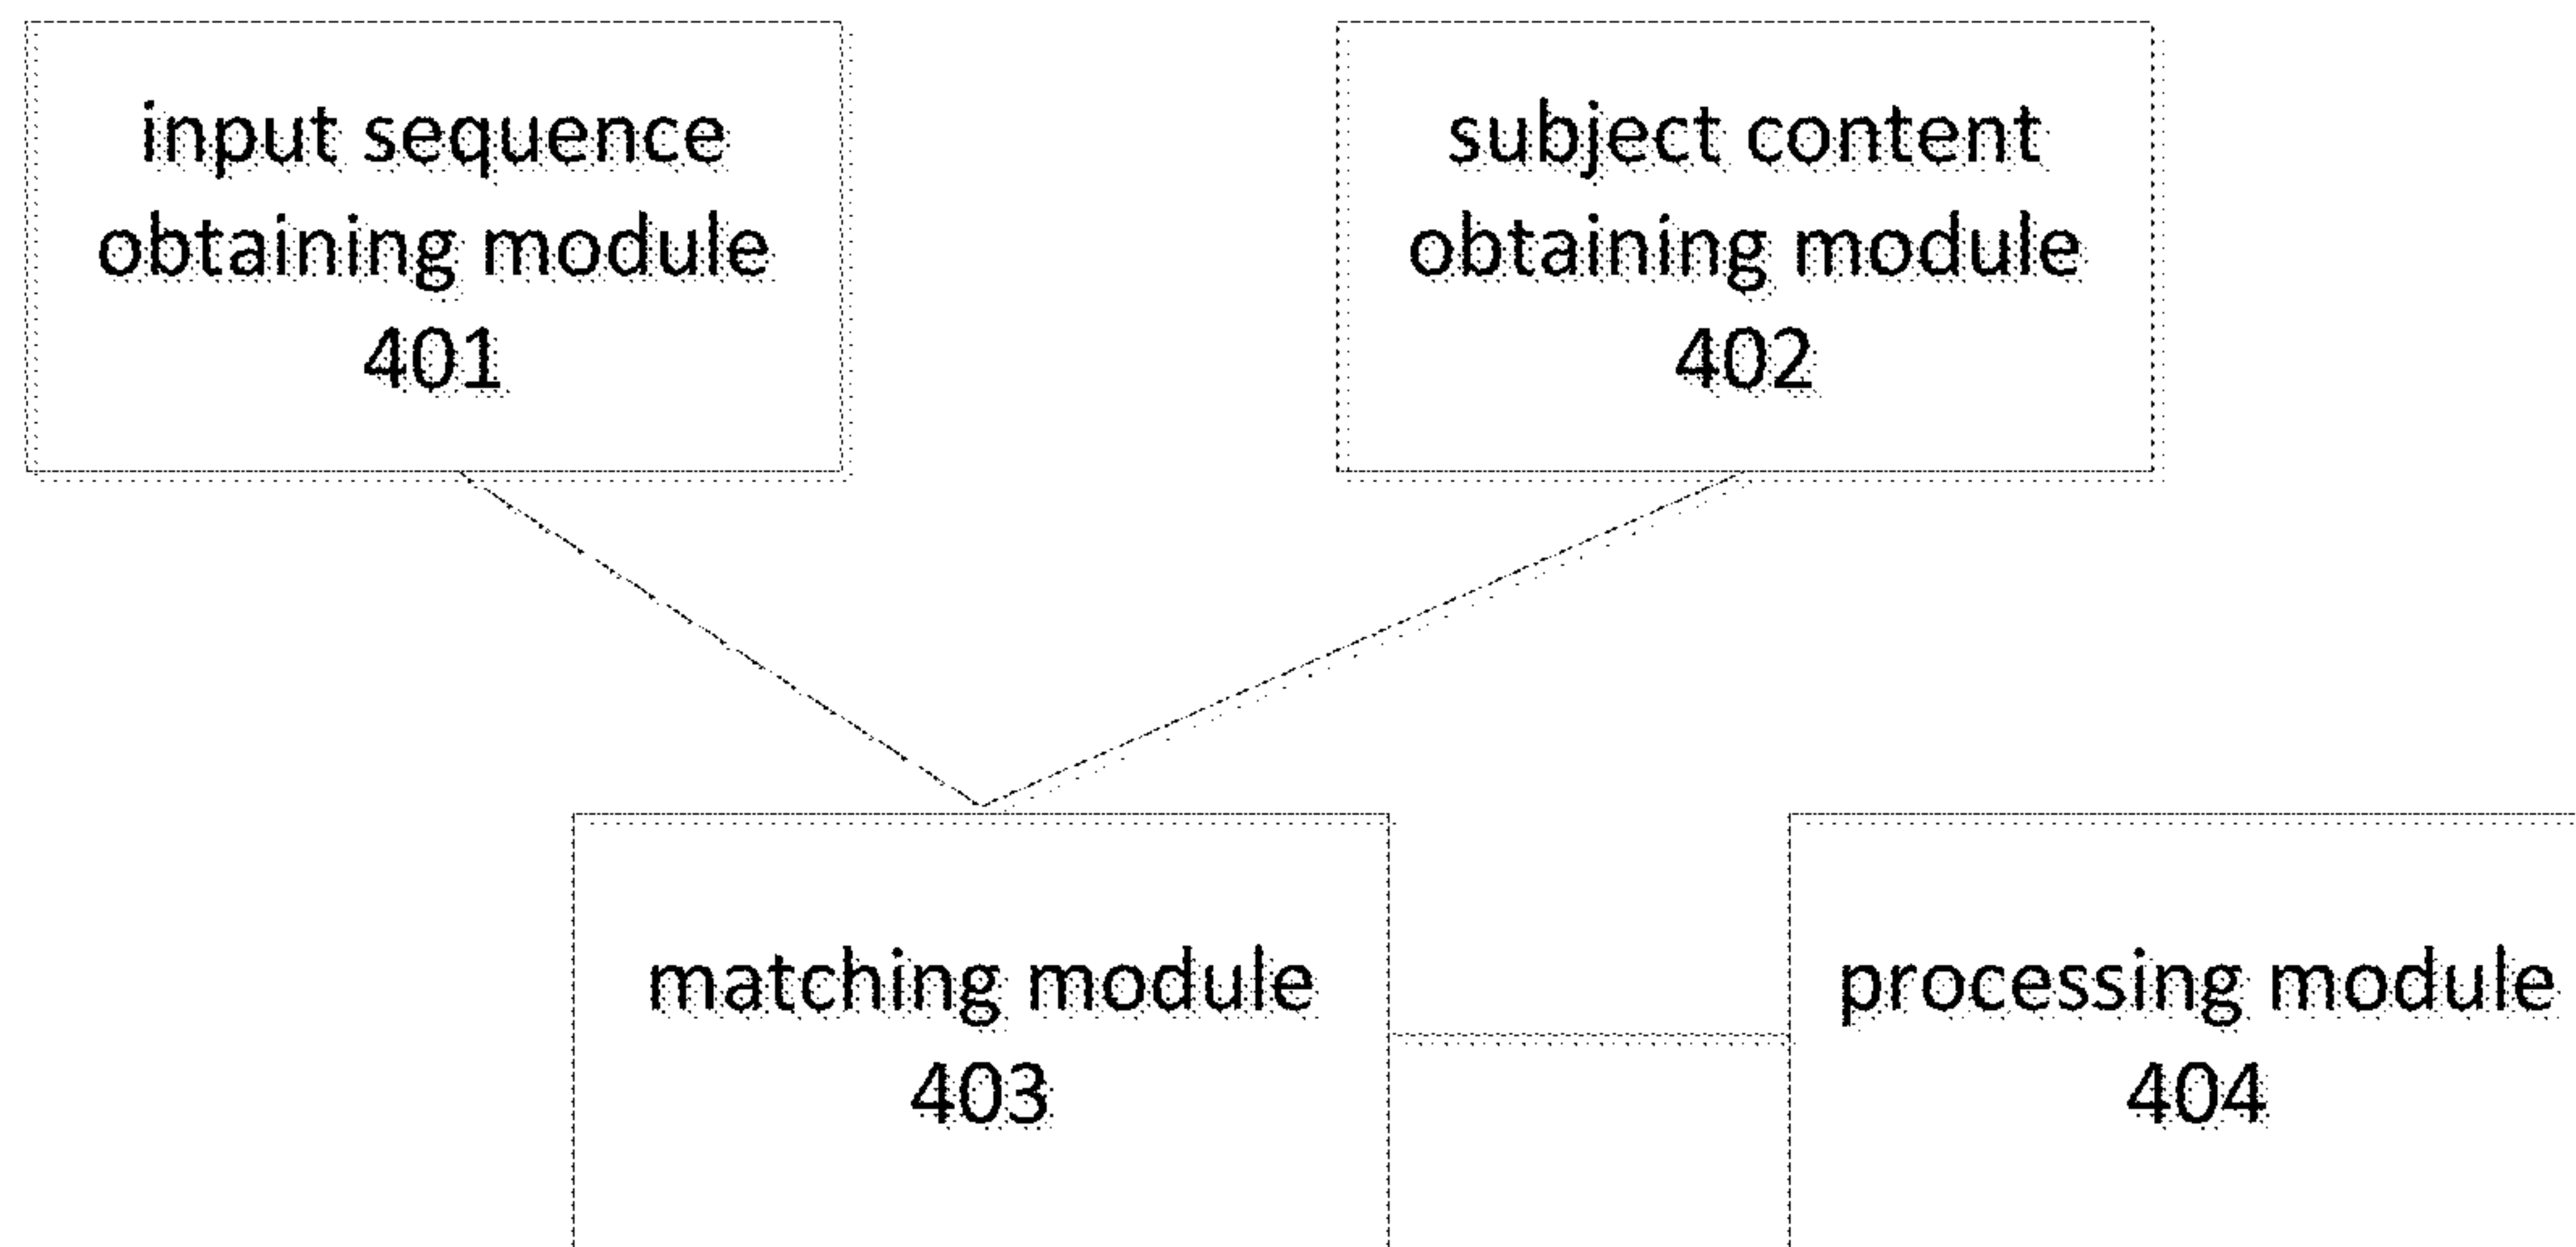 input sequence
obtaining module
401
subject content
obtaining module
402
matching module
403
processing module
404